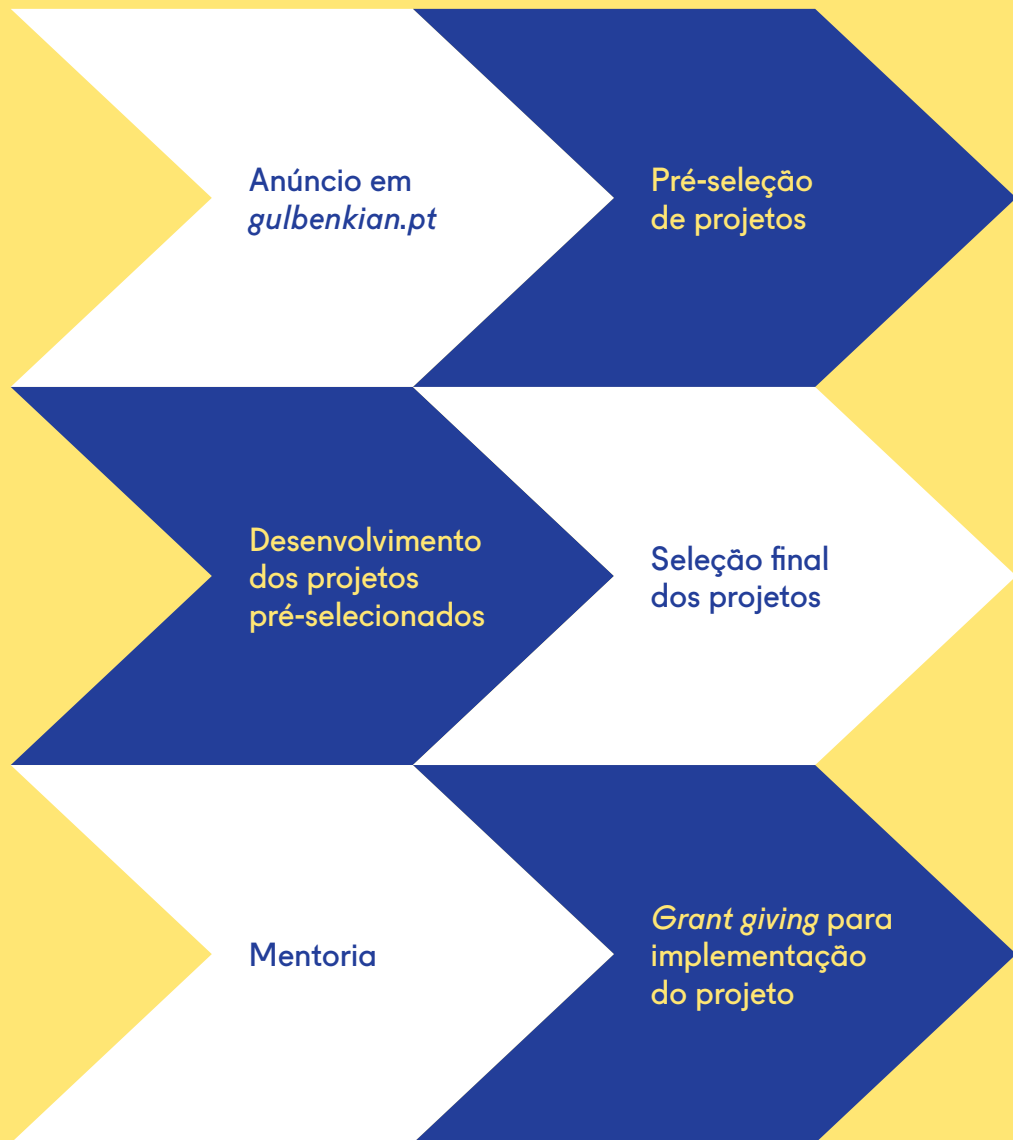 Anúncio em
gulbenkian.pt
Pré-seleção
de projetos
Desenvolvimento
dos projetos
pré-selecionados
Seleção final
dos projetos
Mentoria
Grant giving para
implementação
do projeto